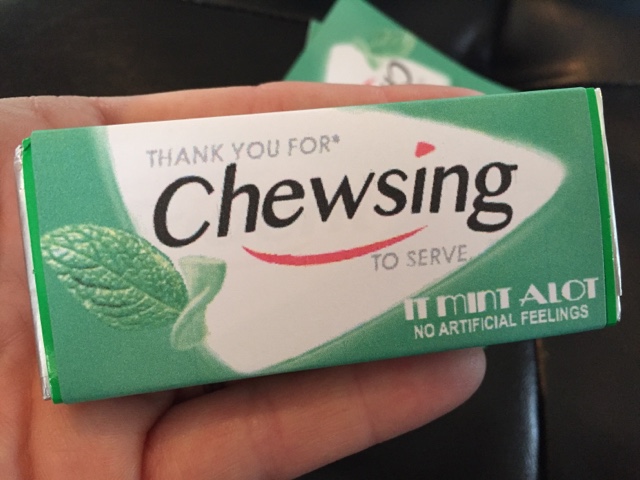 THANK YOU FOR*
Chewsing
TO SERVE.
IT MINT ALOT
NO ARTIFICIAL FEELINGS